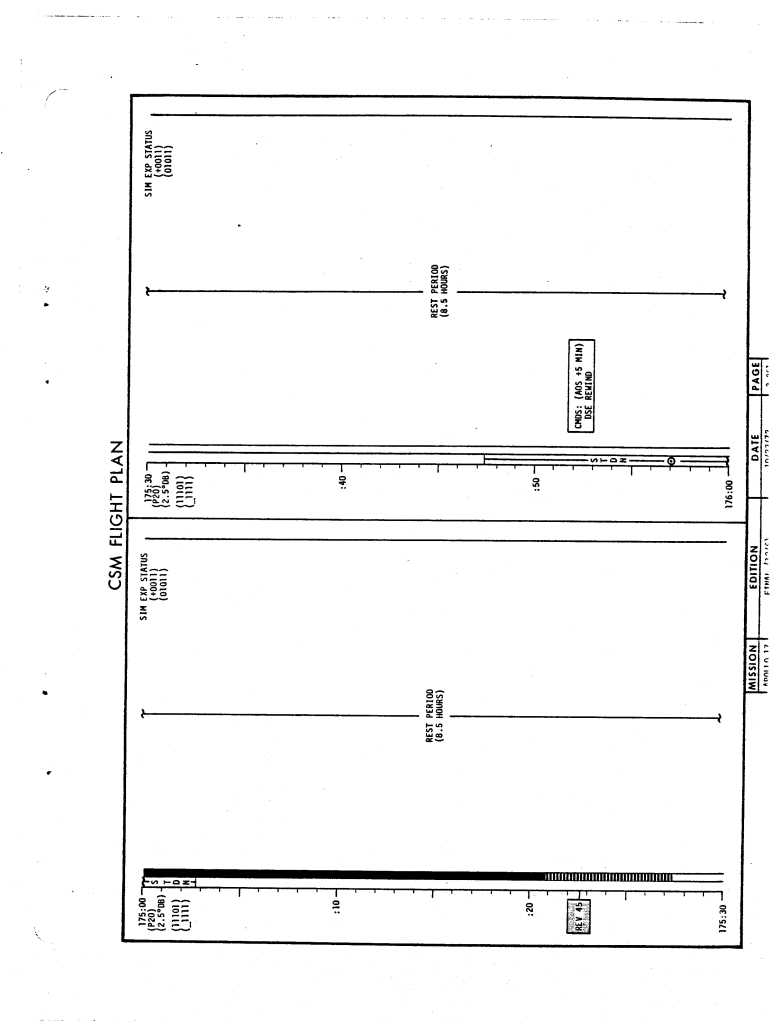 CSM FLIGHT PLAN
175:00
(P20)
(2.5°DB)
(11101)
(_1111)
S
T
D
N
:10
:20
REV 45
175:30
REST PERIOD
(8.5 HOURS)
SIM EXP STATUS
(+0011)
(01011)
175:30
(P20)
(2.5°DB)
(11101)
(_1111)
:40
:50
S
T
D
N
176:00
CMDS: (AOS +5 MIN)
DSE REWIND
REST PERIOD
(8.5 HOURS)
SIM EXP STATUS
(+0011)
(01011)
MISSION
EDITION
DATE
PAGE
APOLLO 17
FINAL (12/6)
10/23/72